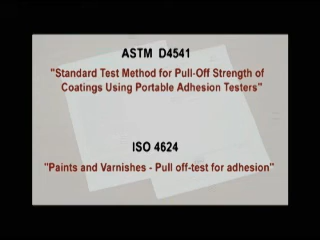 ASTM D4541
"Standard Test Method for Pull-Off Strength of
Coatings Using Portable Adhesion Testers"
ISO 4624
"Paints and Varnishes - Pull off-test for adhesion"